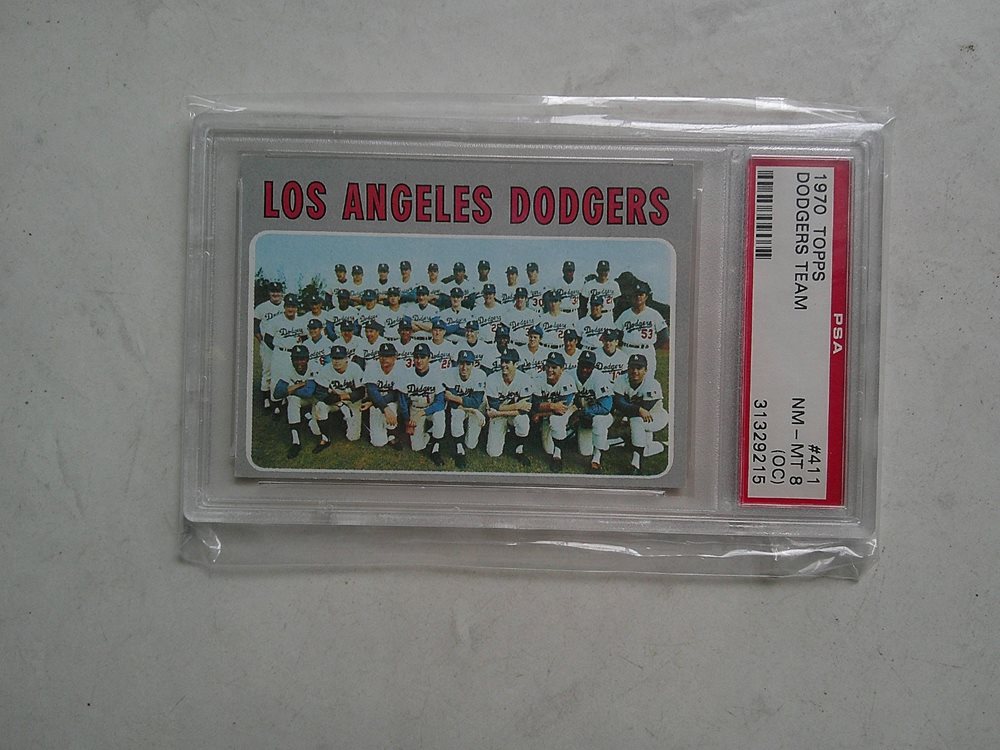 LOS ANGELES DODGERS
PSA
1970 TOPPS #411
DODGERS TEAM NM-MT 8
(OC)
31329215